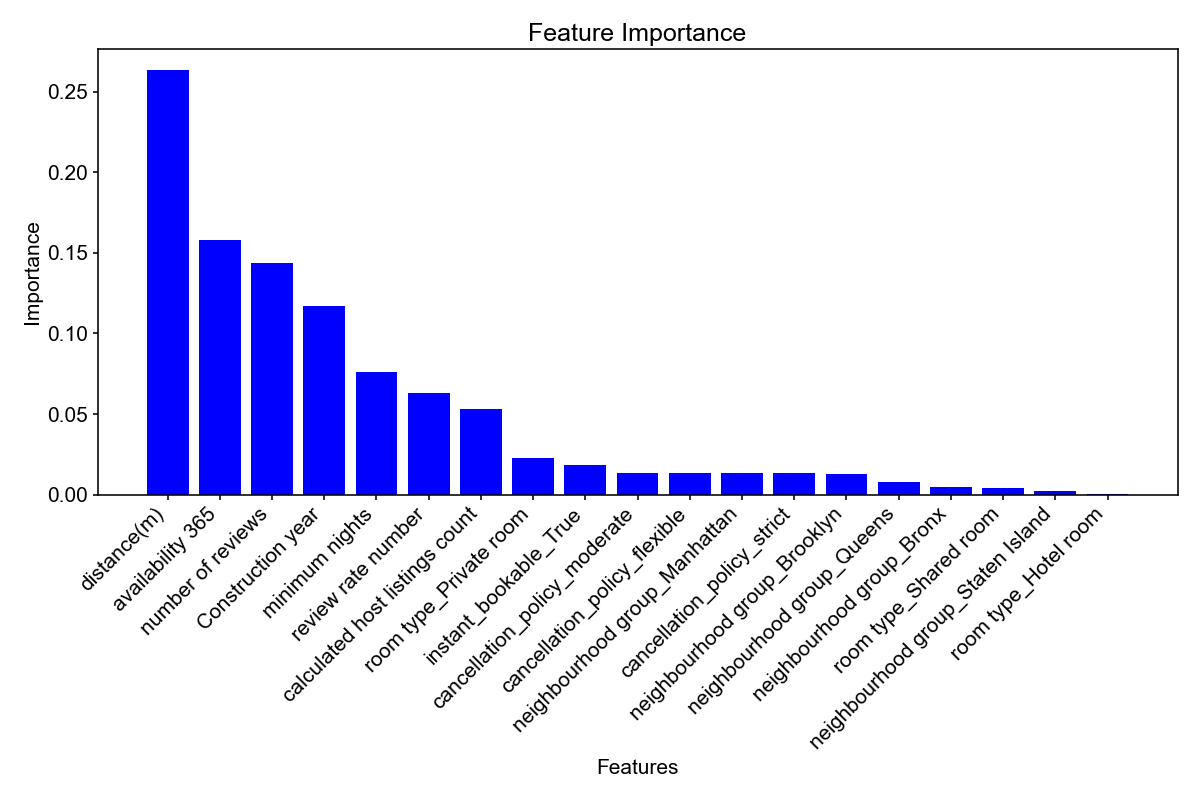 Feature Importance
Importance
0.25
0.20
0.15
0.10
0.05
0.00
distance(m)
availability 365
number of reviews
Construction year
minimum nights
review rate number
calculated host listings count
room type_Private room
instant_bookable_True
cancellation_policy_moderate
cancellation_policy_flexible
neighbourhood group_Manhattan
cancellation_policy_strict
neighbourhood group_Brooklyn
neighbourhood group_Queens
neighbourhood group_Bronx
room type_Shared room
neighbourhood group_Staten Island
room type_Hotel room
Features